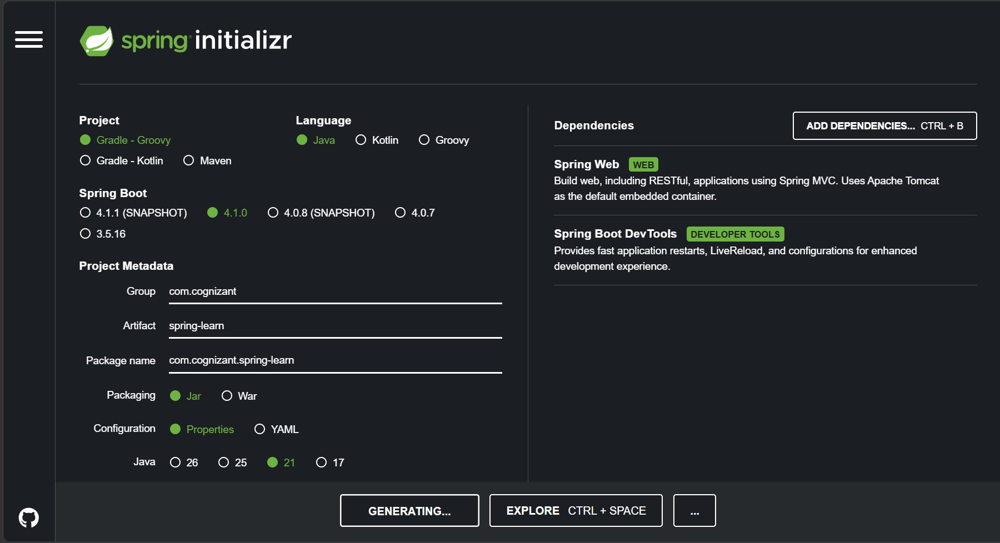 spring initializr
Project
Gradle - Groovy
Gradle - Kotlin Maven
Language
Java Kotlin Groovy
Spring Boot
4.1.1 (SNAPSHOT) 4.1.0 4.0.8 (SNAPSHOT) 4.0.7
3.5.16
Project Metadata
Group com.cognizant
Artifact spring-learn
Package name com.cognizant.spring-learn
Packaging Jar War
Configuration Properties YAML
Java 26 25 21 17
Dependencies ADD DEPENDENCIES... CTRL + B
Spring Web WEB
Build web, including RESTful, applications using Spring MVC. Uses Apache Tomcat
as the default embedded container.
Spring Boot DevTools DEVELOPER TOOLS
Provides fast application restarts, LiveReload, and configurations for enhanced
development experience.
GENERATING... EXPLORE CTRL + SPACE ...